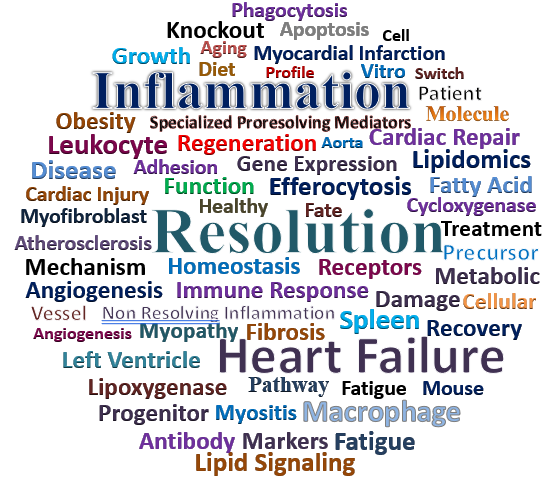 Phagocytosis
Knockout Apoptosis Cell
Growth Aging Myocardial Infarction
Diet Profile Vitro Switch
Inflammation Patient
Obesity Specialized Proresolving Mediators Molecule
Leukocyte Regeneration Aorta Cardiac Repair
Disease Adhesion Gene Expression Lipidomics
Cardiac Injury Function Efferocytosis Fatty Acid
Myofibroblast Healthy Fate Cycloxygenase
Atherosclerosis Resolution Treatment
Precursor
Mechanism Homeostasis Receptors Metabolic
Angiogenesis Immune Response Damage Cellular
Vessel Non Resolving Inflammation Spleen Recovery
Angiogenesis Myopathy Fibrosis
Left Ventricle Heart Failure
Lipoxygenase Pathway Fatigue Mouse
Progenitor Myositis Macrophage
Antibody Markers Fatigue
Lipid Signaling